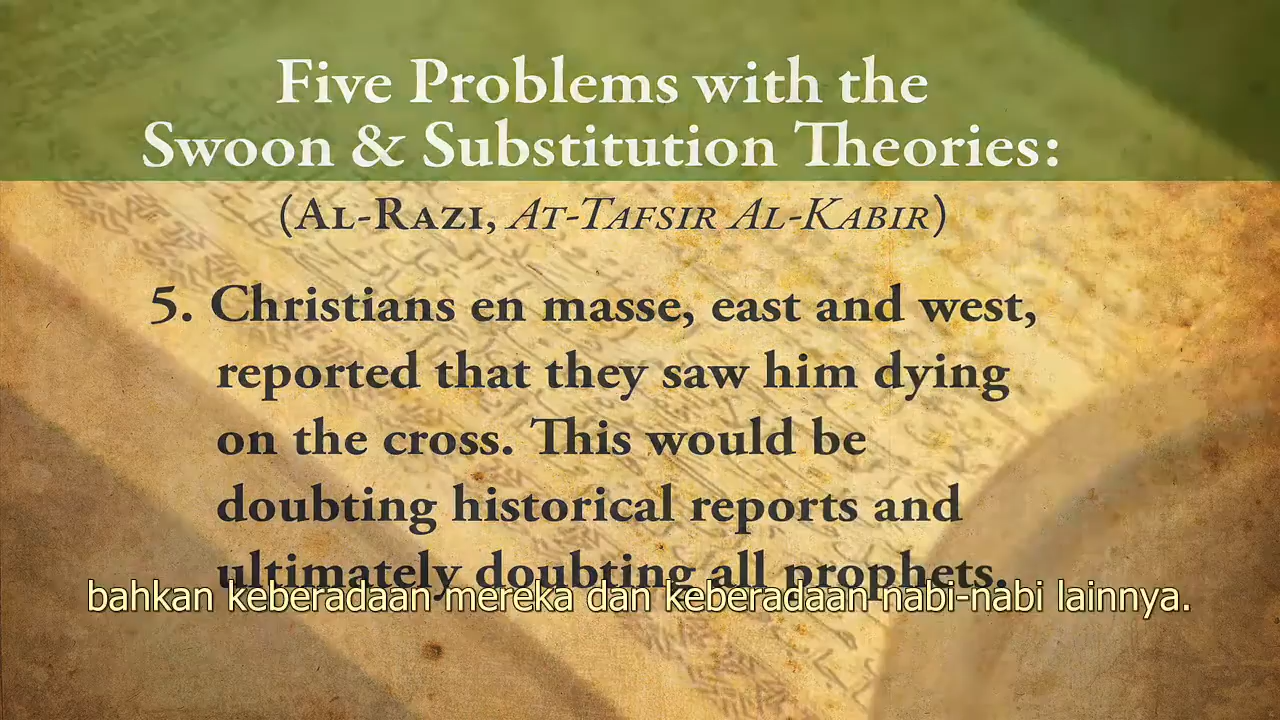 Five Problems with the
Swoon & Substitution Theories:
(Al-Razi, At-Tafsir Al-Kabir)
5. Christians en masse, east and west,
reported that they saw him dying
on the cross. This would be
doubting historical reports and
ultimately doubting all prophets.
bahkan keberadaan mereka dan keberadaan nabi-nabi lainnya.